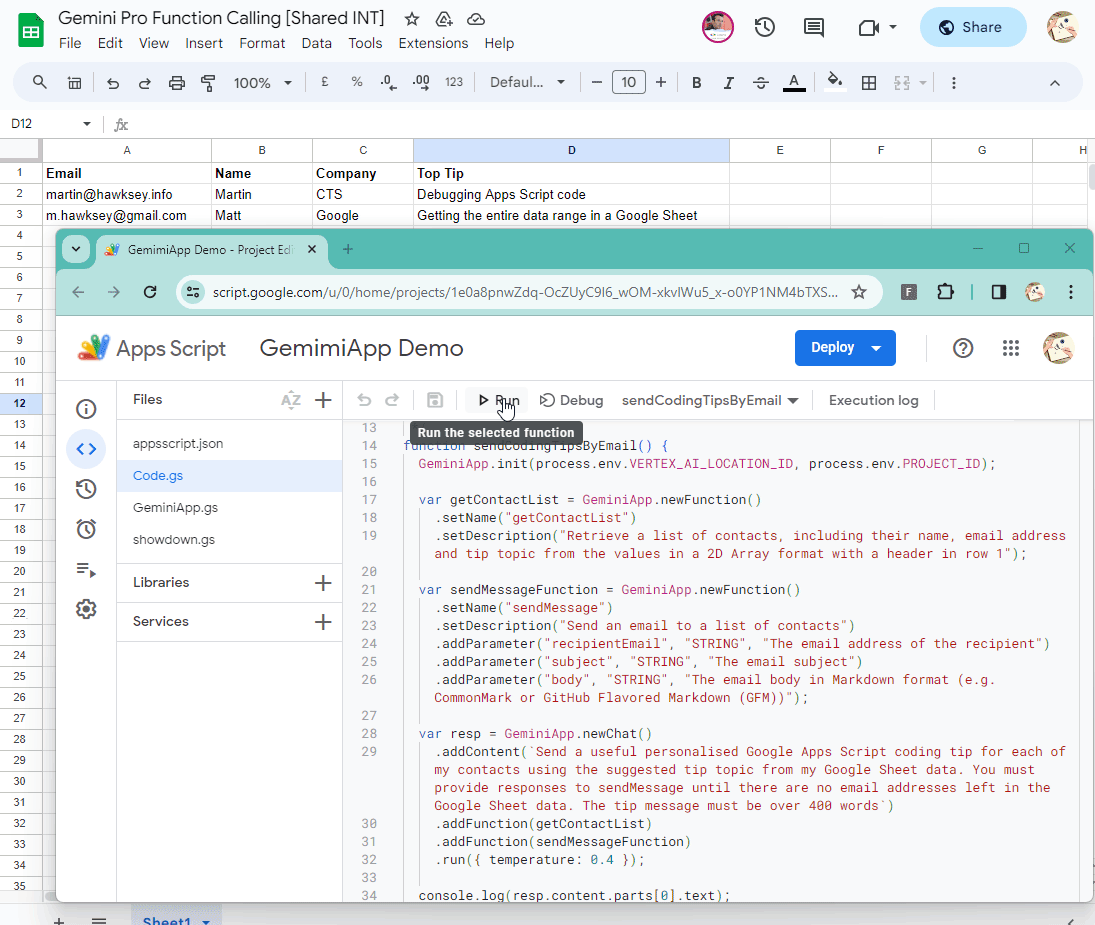 Gemini Pro Function Calling [Shared INT]
File Edit View Insert Format Data Tools Extensions Help
Share
100% £ % .0 .00 123 Defaul... 10 B I A
D12 fx
A B C D E F G H
1 Email Name Company Top Tip
2 martin@hawksey.info Martin CTS Debugging Apps Script code
3 m.hawksey@gmail.com Matt Google Getting the entire data range in a Google Sheet
4
5
6
7
8
9
10
11
12
13
14
15
16
17
18
19
20
21
22
23
24
25
26
27
28
29
30
31
32
33
34
35
Sheet1
GemimiApp Demo - Project Edi
script.google.com/u/0/home/projects/1e0a8pnwZdq-OcZUyC9I6_wOM-xkvIWu5_x-o0YP1NM4bTXS...
F
Apps Script GemimiApp Demo
Deploy
Files AZ
appsscript.json
Code.gs
GeminiApp.gs
showdown.gs
Libraries
Services
Run Debug sendCodingTipsByEmail Execution log
Run the selected function
13
14 function sendCodingTipsByEmail() {
15 GeminiApp.init(process.env.VERTEX_AI_LOCATION_ID, process.env.PROJECT_ID);
16
17 var getContactList = GeminiApp.newFunction()
18 .setName("getContactList")
19 .setDescription("Retrieve a list of contacts, including their name, email address
and tip topic from the values in a 2D Array format with a header in row 1");
20
21 var sendMessageFunction = GeminiApp.newFunction()
22 .setName("sendMessage")
23 .setDescription("Send an email to a list of contacts")
24 .addParameter("recipientEmail", "STRING", "The email address of the recipient")
25 .addParameter("subject", "STRING", "The email subject")
26 .addParameter("body", "STRING", "The email body in Markdown format (e.g.
CommonMark or GitHub Flavored Markdown (GFM))");
27
28 var resp = GeminiApp.newChat()
29 .addContent(`Send a useful personalised Google Apps Script coding tip for each of
my contacts using the suggested tip topic from my Google Sheet data. You must
provide responses to sendMessage until there are no email addresses left in the
Google Sheet data. The tip message must be over 400 words`)
30 .addFunction(getContactList)
31 .addFunction(sendMessageFunction)
32 .run({ temperature: 0.4 });
33
34 console.log(resp.content.parts[0].text);